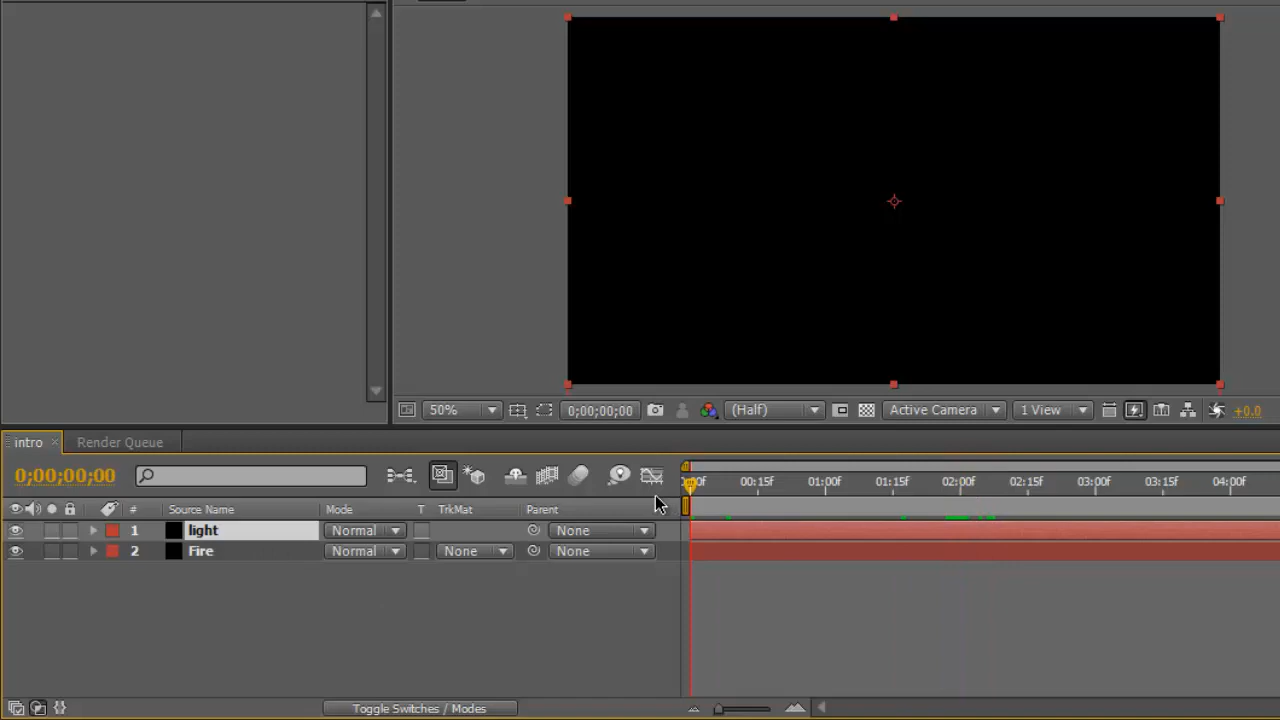 50%
0;00;00;00
(Half)
Active Camera
1 View
+0.0
intro
Render Queue
0;00;00;00
00:15f 01:00f 01:15f 02:00f 02:15f 03:00f 03:15f 04:00f
# Source Name Mode T TrkMat Parent
1 light Normal None
2 Fire Normal None None
Toggle Switches / Modes